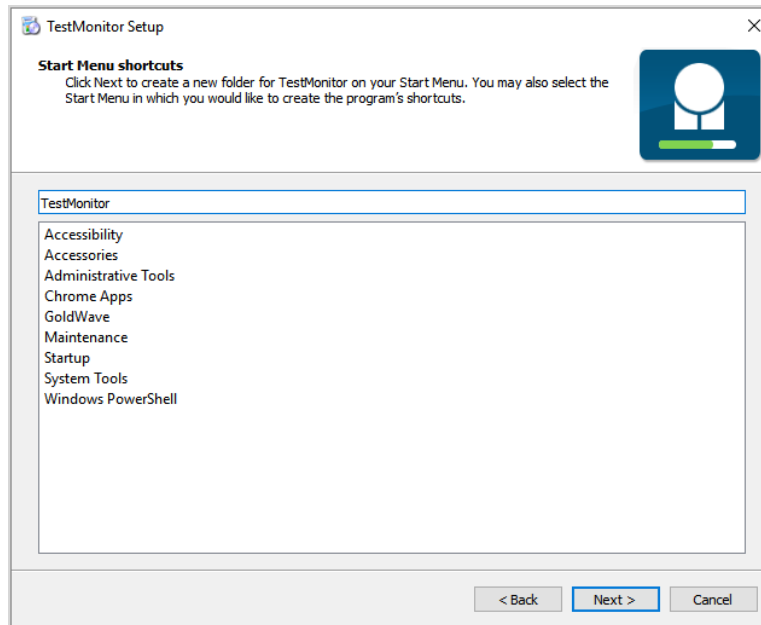 TestMonitor Setup
Start Menu shortcuts
Click Next to create a new folder for TestMonitor on your Start Menu. You may also select the
Start Menu in which you would like to create the program's shortcuts.
TestMonitor
Accessibility
Accessories
Administrative Tools
Chrome Apps
GoldWave
Maintenance
Startup
System Tools
Windows PowerShell
< Back Next > Cancel